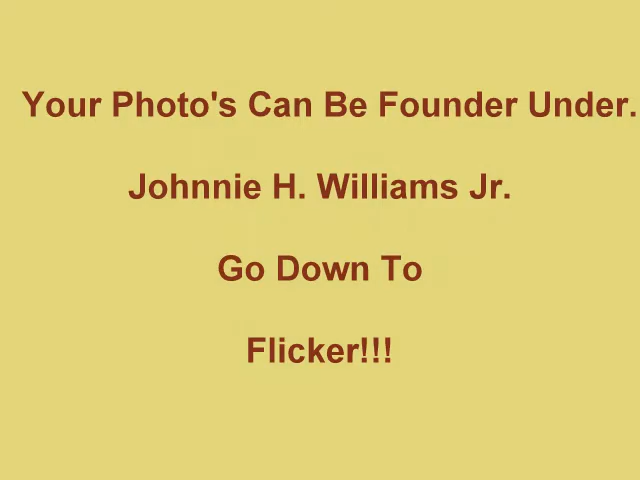 Your Photo's Can Be Founder Under.
Johnnie H. Williams Jr.
Go Down To
Flicker!!!